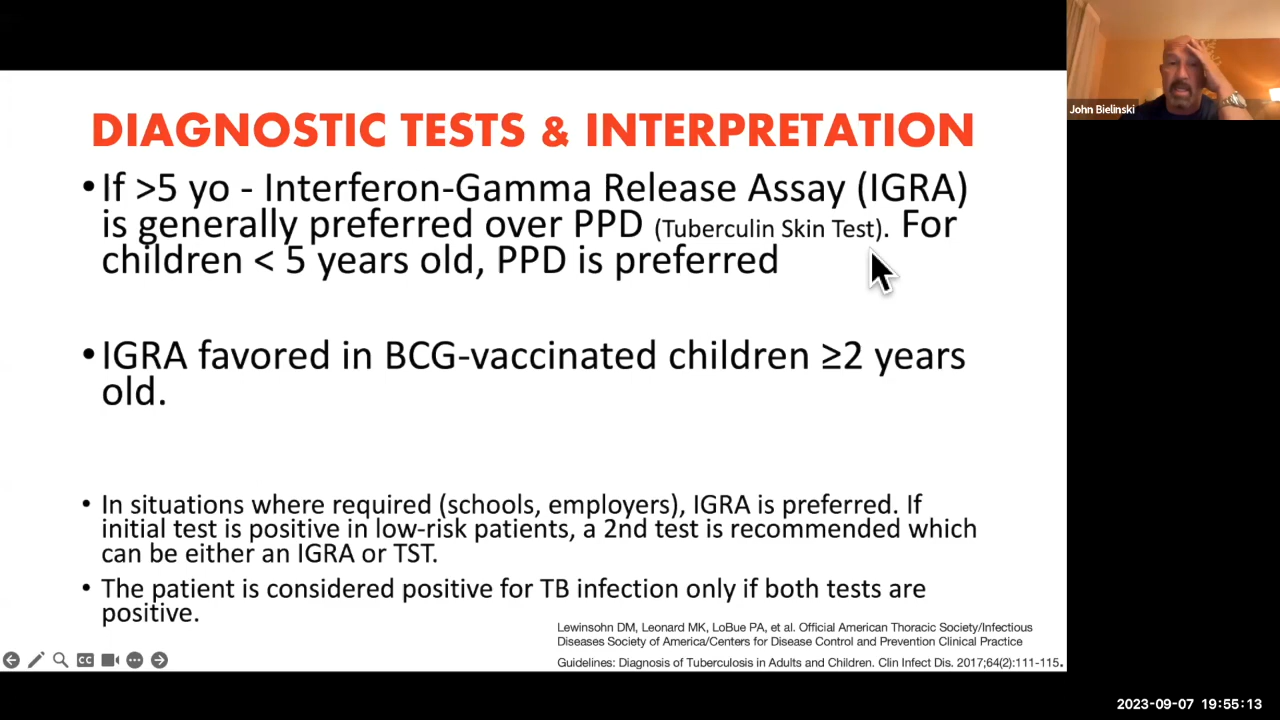 John Bielinski
DIAGNOSTIC TESTS & INTERPRETATION
•If >5 yo - Interferon-Gamma Release Assay (IGRA)
is generally preferred over PPD (Tuberculin Skin Test). For
children < 5 years old, PPD is preferred
•IGRA favored in BCG-vaccinated children ≥2 years
old.
• In situations where required (schools, employers), IGRA is preferred. If
initial test is positive in low-risk patients, a 2nd test is recommended which
can be either an IGRA or TST.
• The patient is considered positive for TB infection only if both tests are
positive.
Lewinsohn DM, Leonard MK, LoBue PA, et al. Official American Thoracic Society/Infectious
Diseases Society of America/Centers for Disease Control and Prevention Clinical Practice
Guidelines: Diagnosis of Tuberculosis in Adults and Children. Clin Infect Dis. 2017;64(2):111-115.
CC
2023-09-07 19:55:13